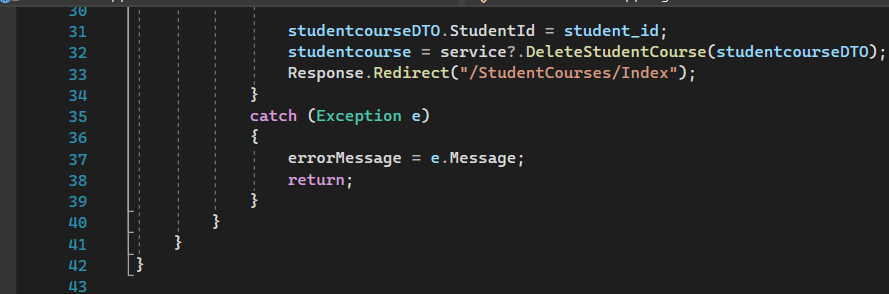 30
31 studentcourseDTO.StudentId = student_id;
32 studentcourse = service?.DeleteStudentCourse(studentcourseDTO);
33 Response.Redirect("/StudentCourses/Index");
34 }
35 catch (Exception e)
36 {
37 errorMessage = e.Message;
38 return;
39 }
40 }
41 }
42 }
43